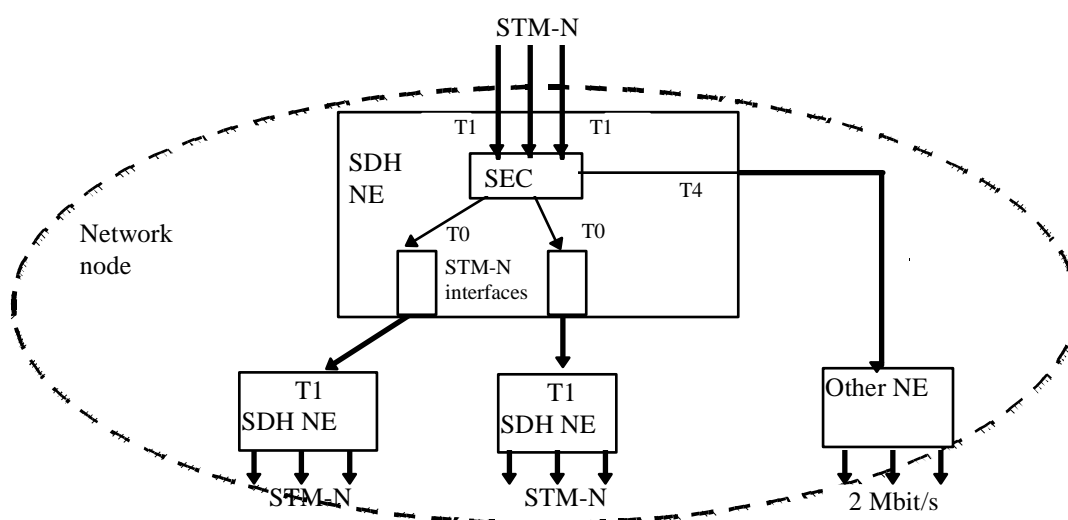 STM-N
T1
T1
SDH
NE
SEC
T4
T0
T0
Network
node
STM-N
interfaces
T1
SDH NE
T1
SDH NE
Other NE
STM-N
STM-N
2 Mbit/s